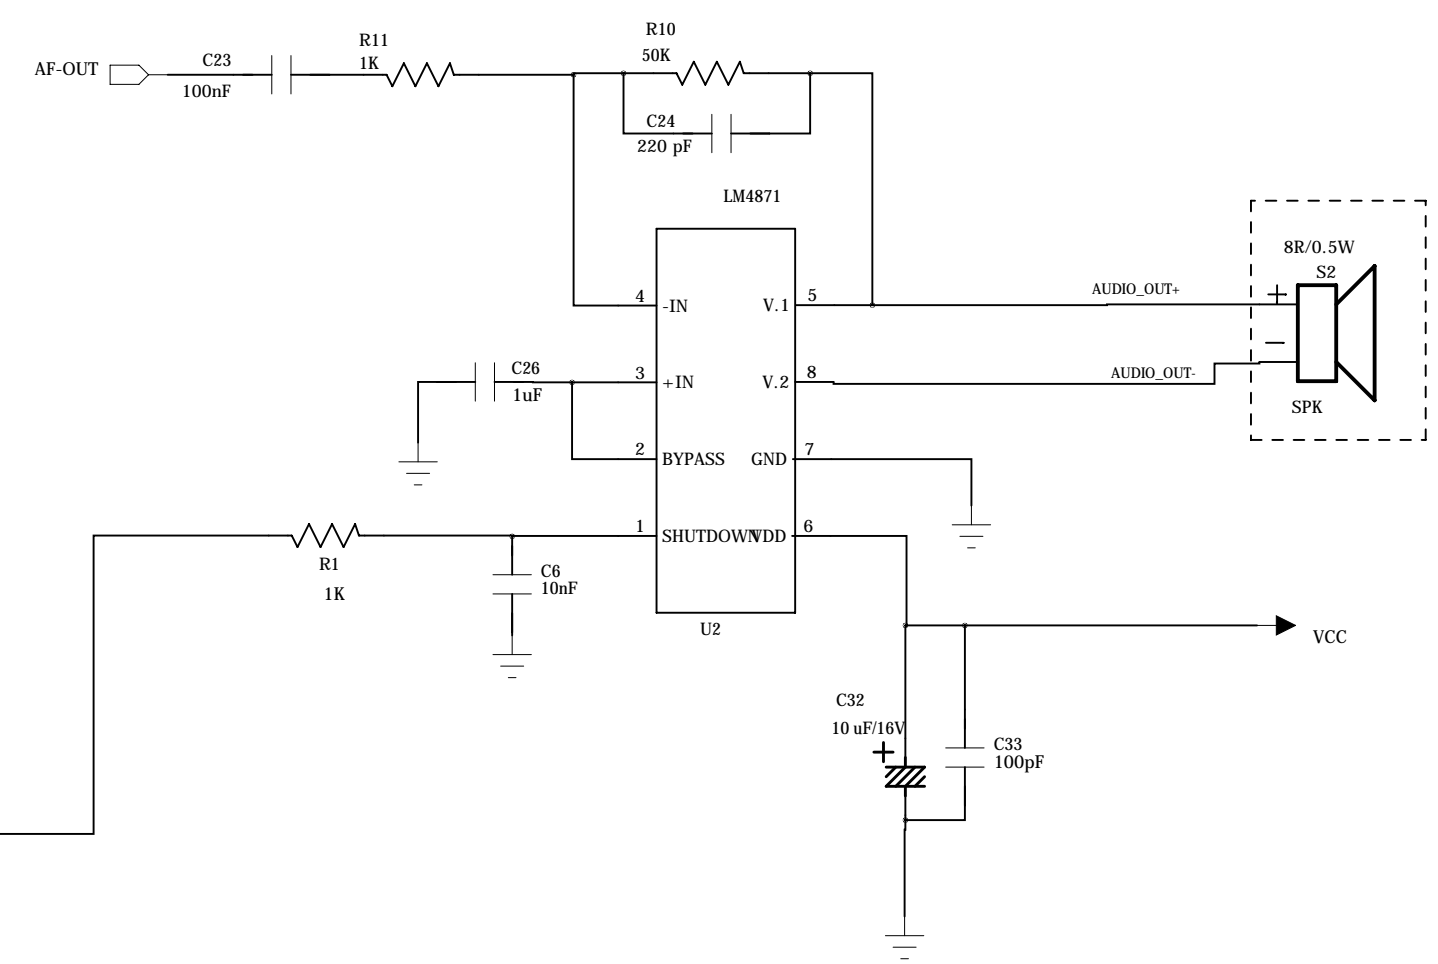 R10
R11
50K
C23
1K
AF-OUT
100nF
C24
220 pF
LM4871
8R/0.5W
S2
4 -IN
V.1 5
AUDIO_OUT+
+
C26
1uF
3 +IN
V.2 8
AUDIO_OUT-
−
SPK
2 BYPASS
GND 7
1 SHUTDOWN
VDD 6
R1
1K
C6
10nF
U2
VCC
C32
10 uF/16V
+
C33
100pF